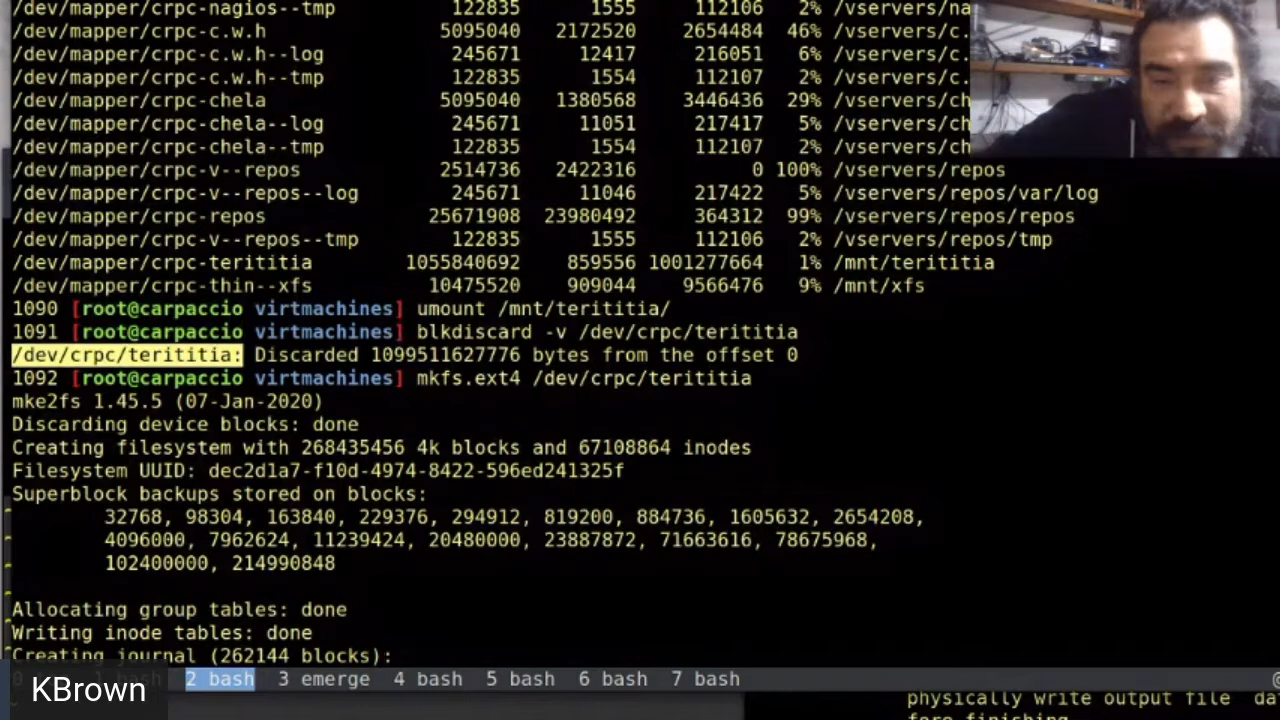 /dev/mapper/crpc-nagios--tmp 122835 1555 112106 2% /vservers/na
/dev/mapper/crpc-c.w.h 5095040 2172520 2654484 46% /vservers/c.
/dev/mapper/crpc-c.w.h--log 245671 12417 216051 6% /vservers/c.
/dev/mapper/crpc-c.w.h--tmp 122835 1554 112107 2% /vservers/c.
/dev/mapper/crpc-chela 5095040 1380568 3446436 29% /vservers/ch
/dev/mapper/crpc-chela--log 245671 11051 217417 5% /vservers/ch
/dev/mapper/crpc-chela--tmp 122835 1554 112107 2% /vservers/ch
/dev/mapper/crpc-v--repos 2514736 2422316 0 100% /vservers/repos
/dev/mapper/crpc-v--repos--log 245671 11046 217422 5% /vservers/repos/var/log
/dev/mapper/crpc-repos 25671908 23980492 364312 99% /vservers/repos/repos
/dev/mapper/crpc-v--repos--tmp 122835 1555 112106 2% /vservers/repos/tmp
/dev/mapper/crpc-terititia 1055840692 859556 1001277664 1% /mnt/terititia
/dev/mapper/crpc-thin--xfs 10475520 909044 9566476 9% /mnt/xfs
1090 [root@carpaccio virtmachines] umount /mnt/terititia/
1091 [root@carpaccio virtmachines] blkdiscard -v /dev/crpc/terititia
/dev/crpc/terititia: Discarded 1099511627776 bytes from the offset 0
1092 [root@carpaccio virtmachines] mkfs.ext4 /dev/crpc/terititia
mke2fs 1.45.5 (07-Jan-2020)
Discarding device blocks: done
Creating filesystem with 268435456 4k blocks and 67108864 inodes
Filesystem UUID: dec2d1a7-f10d-4974-8422-596ed241325f
Superblock backups stored on blocks:
32768, 98304, 163840, 229376, 294912, 819200, 884736, 1605632, 2654208,
4096000, 7962624, 11239424, 20480000, 23887872, 71663616, 78675968,
102400000, 214990848
Allocating group tables: done
Writing inode tables: done
Creating journal (262144 blocks):
1 bash 2 bash 3 emerge 4 bash 5 bash 6 bash 7 bash
KBrown
physically write output file da
fore finishing